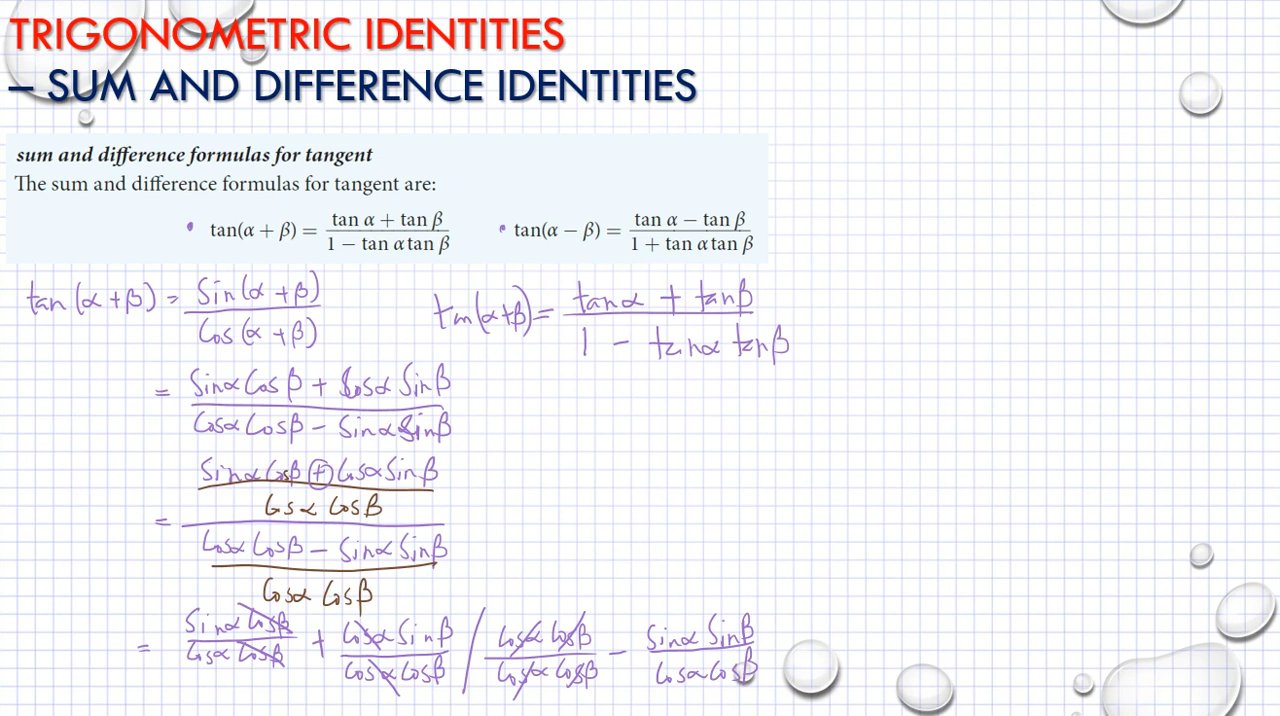 TRIGONOMETRIC IDENTITIES
– SUM AND DIFFERENCE IDENTITIES
sum and difference formulas for tangent
The sum and difference formulas for tangent are:
• tan(α + β) = (tan α + tan β) / (1 − tan α tan β) • tan(α − β) = (tan α − tan β) / (1 + tan α tan β)
tan(α + β) = Sin(α + β) / Cos(α + β)
= (Sinα Cosβ + Cosα Sinβ) / (Cosα Cosβ − Sinα Sinβ)
= ((Sinα Cosβ + Cosα Sinβ) / (Cosα Cosβ)) / ((Cosα Cosβ − Sinα Sinβ) / (Cosα Cosβ))
= Sinα Cosβ / Cosα Cosβ + Cosα Sinβ / Cosα Cosβ / Cosα Cosβ / Cosα Cosβ − Sinα Sinβ / Cosα Cosβ
tan(α+β) = (tanα + tanβ) / (1 − tanα tanβ)